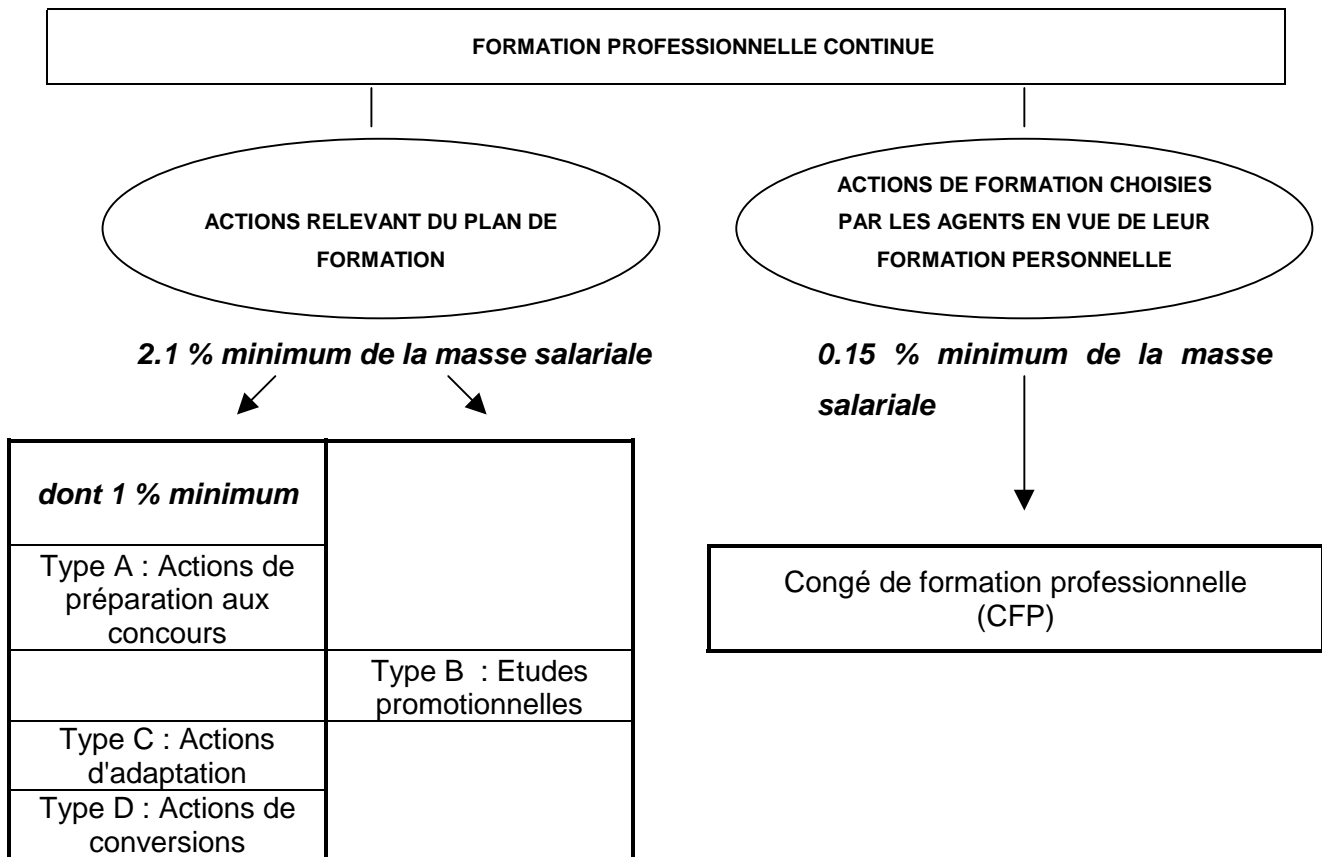 FORMATION PROFESSIONNELLE CONTINUE
ACTIONS RELEVANT DU PLAN DE
FORMATION
ACTIONS DE FORMATION CHOISIES
PAR LES AGENTS EN VUE DE LEUR
FORMATION PERSONNELLE
2.1 % minimum de la masse salariale
0.15 % minimum de la masse
salariale
dont 1 % minimum
Type A : Actions de
préparation aux
concours
Type B : Etudes
promotionnelles
Type C : Actions
d'adaptation
Type D : Actions de
conversions
Congé de formation professionnelle
(CFP)